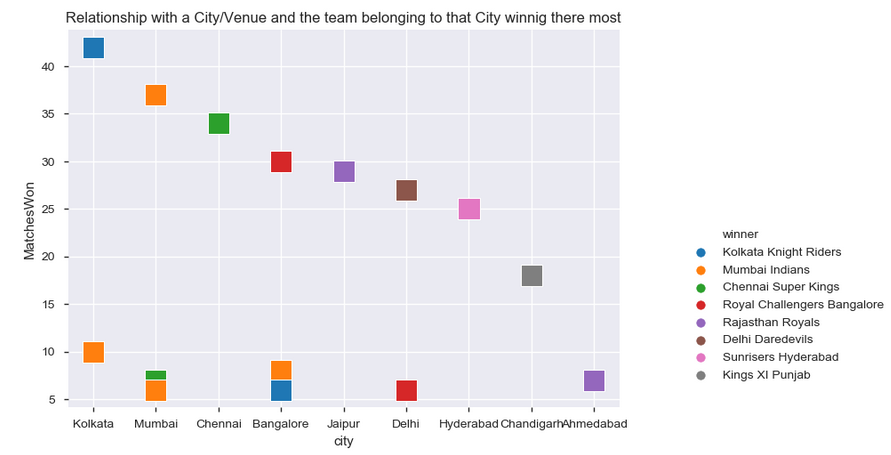 Relationship with a City/Venue and the team belonging to that City winnig there most
MatchesWon
40
35
30
25
20
15
10
5
Kolkata Mumbai Chennai Bangalore Jaipur Delhi Hyderabad Chandigarh Ahmedabad
city
winner
Kolkata Knight Riders
Mumbai Indians
Chennai Super Kings
Royal Challengers Bangalore
Rajasthan Royals
Delhi Daredevils
Sunrisers Hyderabad
Kings XI Punjab